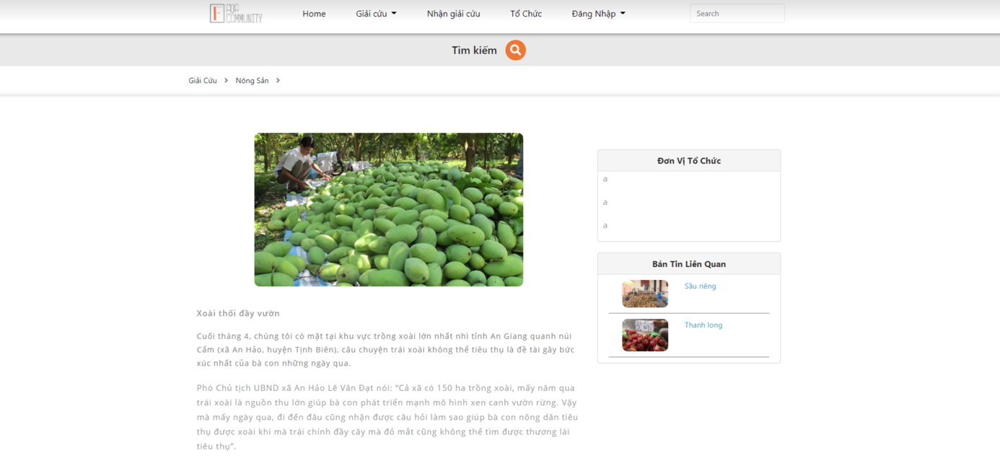 FOR
COMMUNITY
Home
Giải cứu
Nhận giải cứu
Tổ Chức
Đăng Nhập
Search
Tìm kiếm
Giải Cứu
Nông Sản
Xoài thối đầy vườn
Cuối tháng 4, chúng tôi có mặt tại khu vực trồng xoài lớn nhất nhì tỉnh An Giang quanh núi
Cấm (xã An Hảo, huyện Tịnh Biên), câu chuyện trái xoài không thể tiêu thụ là đề tài gây bức
xúc nhất của bà con những ngày qua.
Phó Chủ tịch UBND xã An Hảo Lê Văn Đạt nói: “Cả xã có 150 ha trồng xoài, mấy năm qua
trái xoài là nguồn thu lớn giúp bà con phát triển mạnh mô hình xen canh vườn rừng. Vậy
mà mấy ngày qua, đi đến đâu cũng nhận được câu hỏi làm sao giúp bà con nông dân tiêu
thụ được xoài khi mà trái chín đầy cây mà đỏ mắt cũng không thể tìm được thương lái
tiêu thụ”.
Đơn Vị Tổ Chức
a
a
a
Bản Tin Liên Quan
Sầu riêng
Thanh long